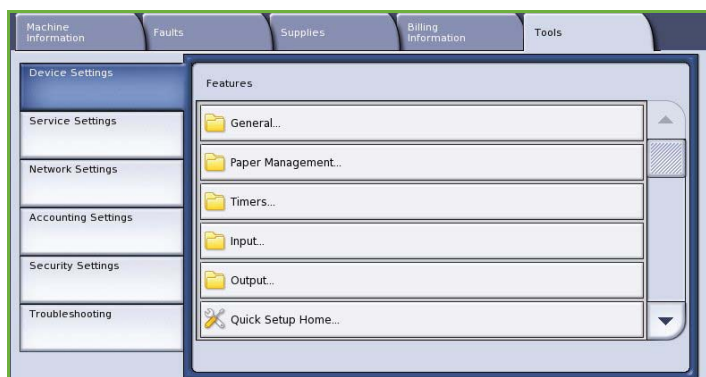 Machine
Information
Faults
Supplies
Billing
Information
Tools
Device Settings
Service Settings
Network Settings
Accounting Settings
Security Settings
Troubleshooting
Features
General...
Paper Management...
Timers...
Input...
Output...
Quick Setup Home...